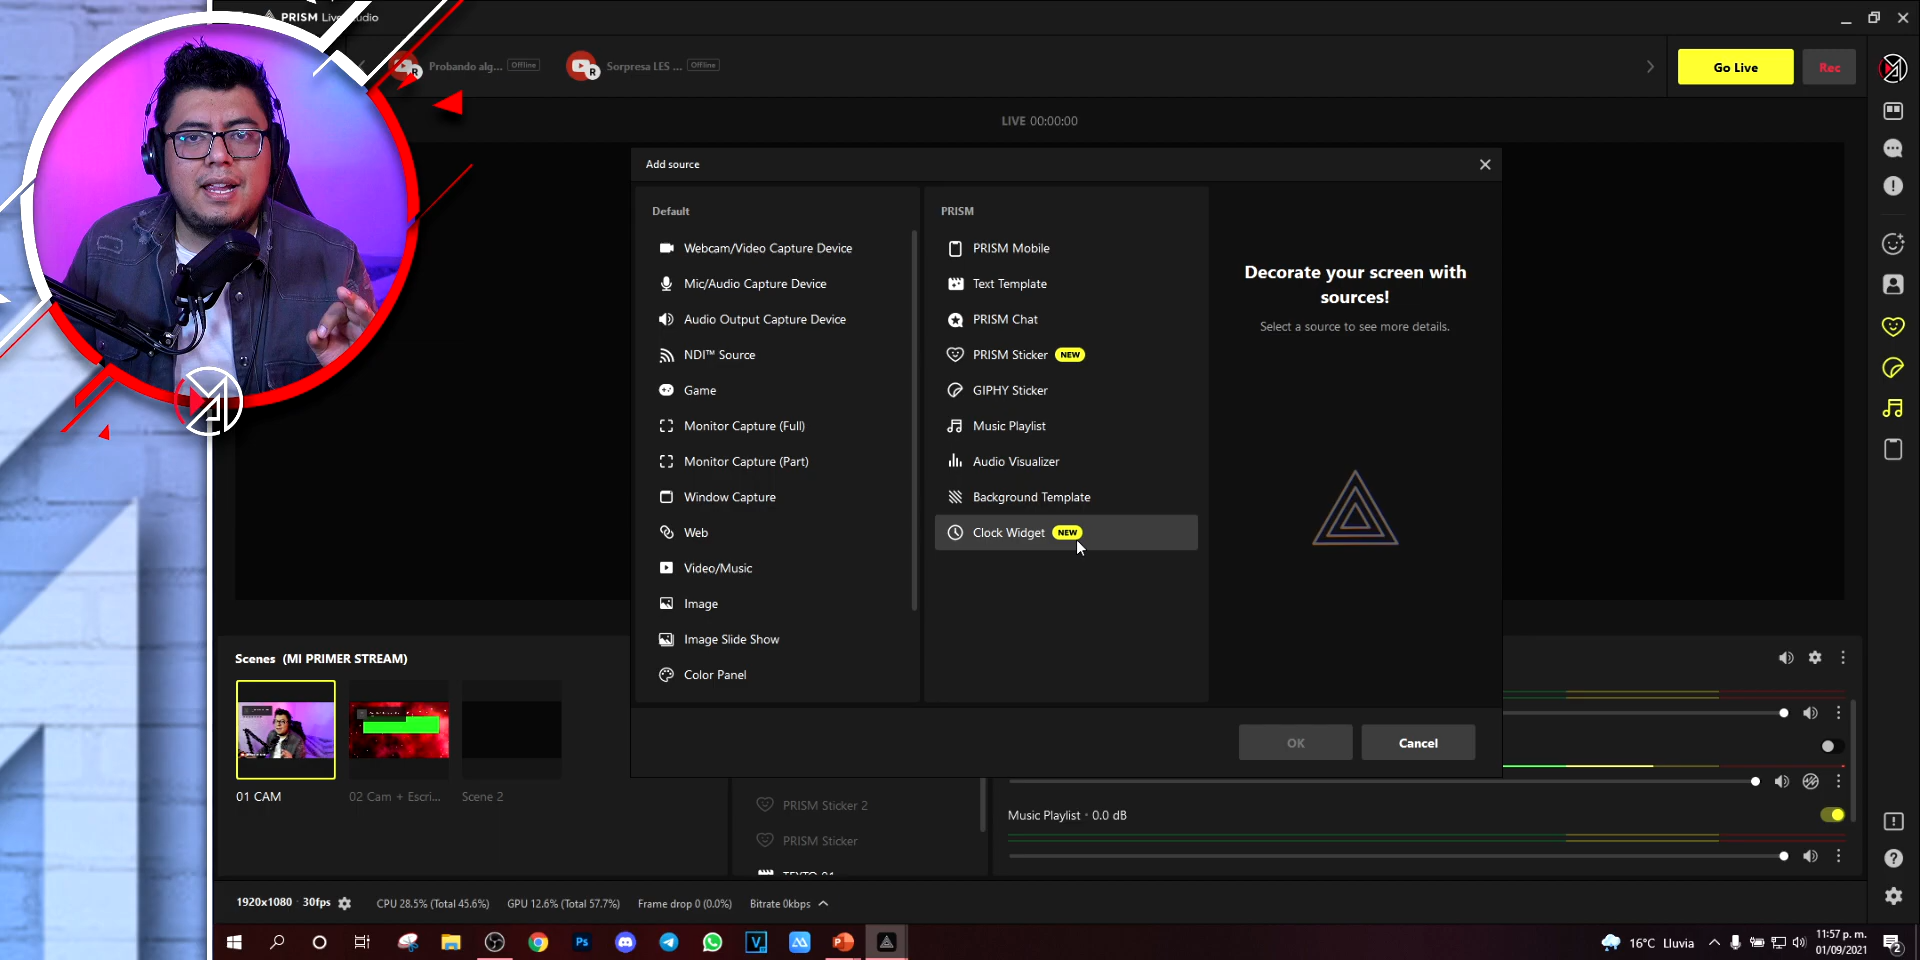 PRISM Live Studio
Probando alg... Offline
Sorpresa LES ... Offline
Go Live
Rec
LIVE 00:00:00
Add source
Default
Webcam/Video Capture Device
Mic/Audio Capture Device
Audio Output Capture Device
NDI™ Source
Game
Monitor Capture (Full)
Monitor Capture (Part)
Window Capture
Web
Video/Music
Image
Image Slide Show
Color Panel
PRISM
PRISM Mobile
Text Template
PRISM Chat
PRISM Sticker NEW
GIPHY Sticker
Music Playlist
Audio Visualizer
Background Template
Clock Widget NEW
Decorate your screen with
sources!
Select a source to see more details.
OK
Cancel
Scenes (MI PRIMER STREAM)
01 CAM
02 Cam + Escri...
Scene 2
PRISM Sticker 2
PRISM Sticker
TEXTO 01
Music Playlist · 0.0 dB
1920x1080 · 30fps
CPU 28.5% (Total 45.6%)
GPU 12.6% (Total 57.7%)
Frame drop 0 (0.0%)
Bitrate 0kbps
Ps
16°C Lluvia
11:57 p. m.
01/09/2021
2